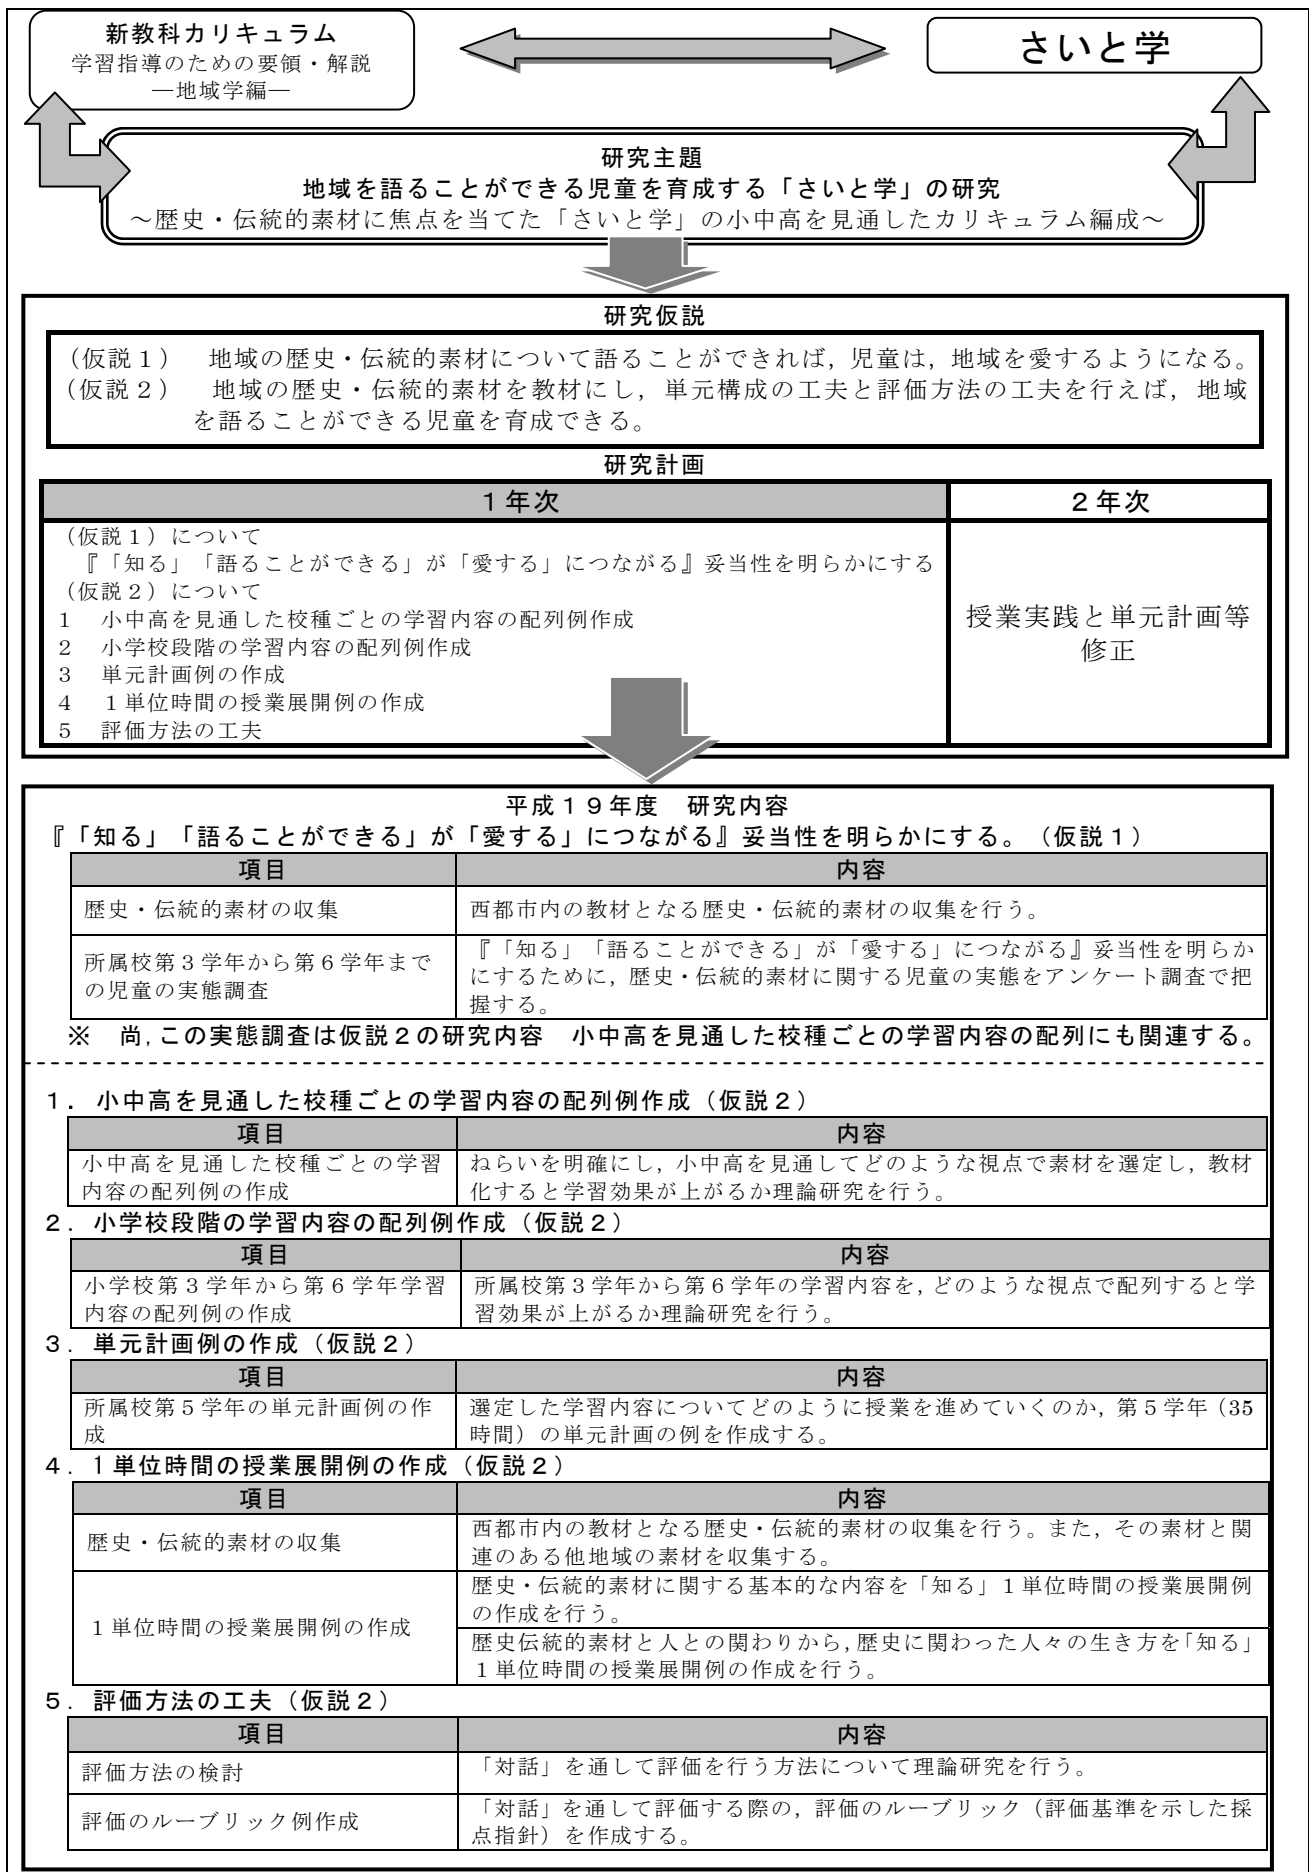 新教科カリキュラム
学習指導のための要領・解説
―地域学編―
さいと学
研究主題
地域を語ることができる児童を育成する「さいと学」の研究
～歴史・伝統的素材に焦点を当てた「さいと学」の小中高を見通したカリキュラム編成～
研究仮説
（仮説１）　地域の歴史・伝統的素材について語ることができれば，児童は，地域を愛するようになる。
（仮説２）　地域の歴史・伝統的素材を教材にし，単元構成の工夫と評価方法の工夫を行えば，地域
を語ることができる児童を育成できる。
研究計画
１年次
２年次
（仮説１）について
『「知る」「語ることができる」が「愛する」につながる』妥当性を明らかにする
（仮説２）について
1　小中高を見通した校種ごとの学習内容の配列例作成
2　小学校段階の学習内容の配列例作成
3　単元計画例の作成
4　１単位時間の授業展開例の作成
5　評価方法の工夫
授業実践と単元計画等
修正
平成１９年度　研究内容
『「知る」「語ることができる」が「愛する」につながる』妥当性を明らかにする。（仮説１）
項目
内容
歴史・伝統的素材の収集
西都市内の教材となる歴史・伝統的素材の収集を行う。
所属校第３学年から第６学年まで
の児童の実態調査
『「知る」「語ることができる」が「愛する」につながる』妥当性を明らか
にするために，歴史・伝統的素材に関する児童の実態をアンケート調査で把
握する。
※　尚，この実態調査は仮説２の研究内容　小中高を見通した校種ごとの学習内容の配列にも関連する。
１．小中高を見通した校種ごとの学習内容の配列例作成（仮説２）
項目
内容
小中高を見通した校種ごとの学習
内容の配列例の作成
ねらいを明確にし，小中高を見通してどのような視点で素材を選定し，教材
化すると学習効果が上がるか理論研究を行う。
２．小学校段階の学習内容の配列例作成（仮説２）
項目
内容
小学校第３学年から第６学年学習
内容の配列例の作成
所属校第３学年から第６学年の学習内容を，どのような視点で配列すると学
習効果が上がるか理論研究を行う。
３．単元計画例の作成（仮説２）
項目
内容
所属校第５学年の単元計画例の作
成
選定した学習内容についてどのように授業を進めていくのか，第５学年（35
時間）の単元計画の例を作成する。
４．１単位時間の授業展開例の作成（仮説２）
項目
内容
歴史・伝統的素材の収集
西都市内の教材となる歴史・伝統的素材の収集を行う。また，その素材と関
連のある他地域の素材を収集する。
１単位時間の授業展開例の作成
歴史・伝統的素材に関する基本的な内容を「知る」１単位時間の授業展開例
の作成を行う。
歴史伝統的素材と人との関わりから，歴史に関わった人々の生き方を「知る」
１単位時間の授業展開例の作成を行う。
５．評価方法の工夫（仮説２）
項目
内容
評価方法の検討
「対話」を通して評価を行う方法について理論研究を行う。
評価のルーブリック例作成
「対話」を通して評価する際の，評価のルーブリック（評価基準を示した採
点指針）を作成する。